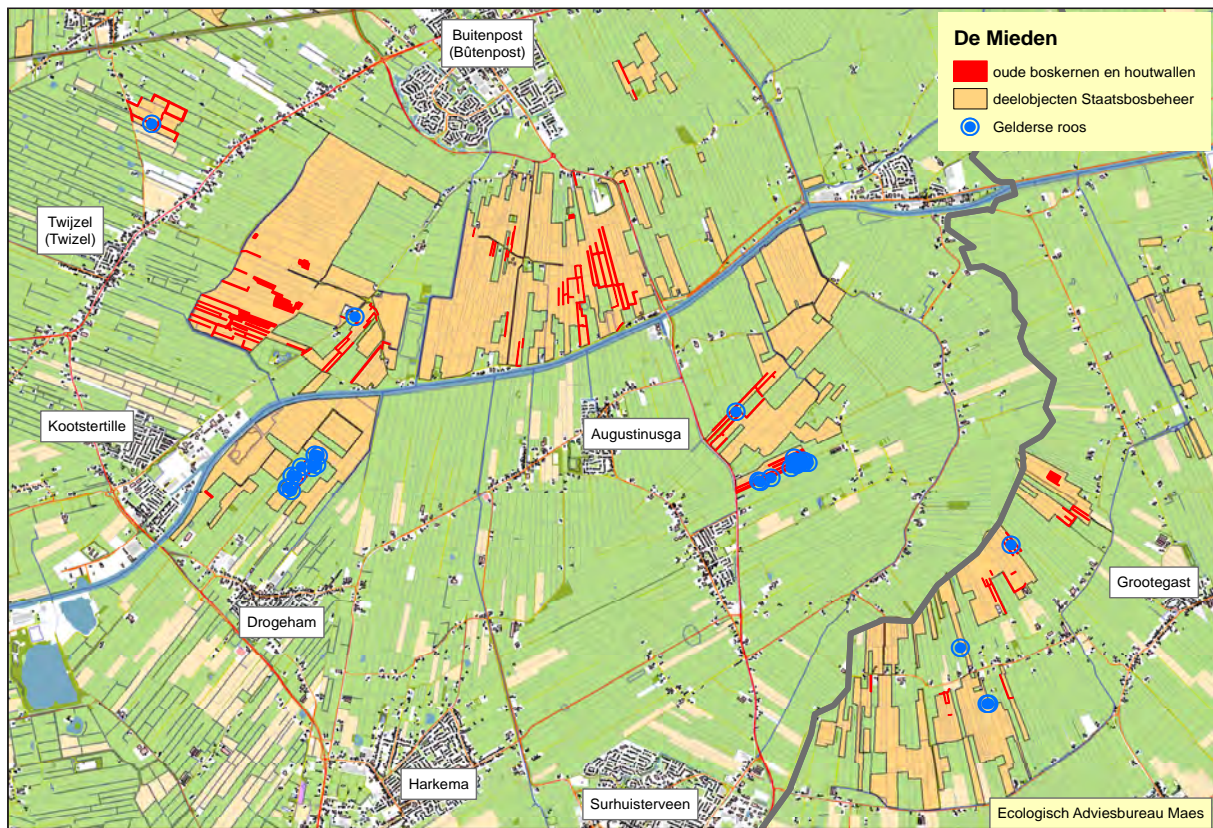 Buitenpost
(Bûtenpost)
De Mieden
oude boskernen en houtwallen
deelobjecten Staatsbosbeheer
Gelderse roos
Twijzel
(Twizel)
Kootstertille
Augustinusga
Grootegast
Drogeham
Harkema
Surhuisterveen
Ecologisch Adviesbureau Maes